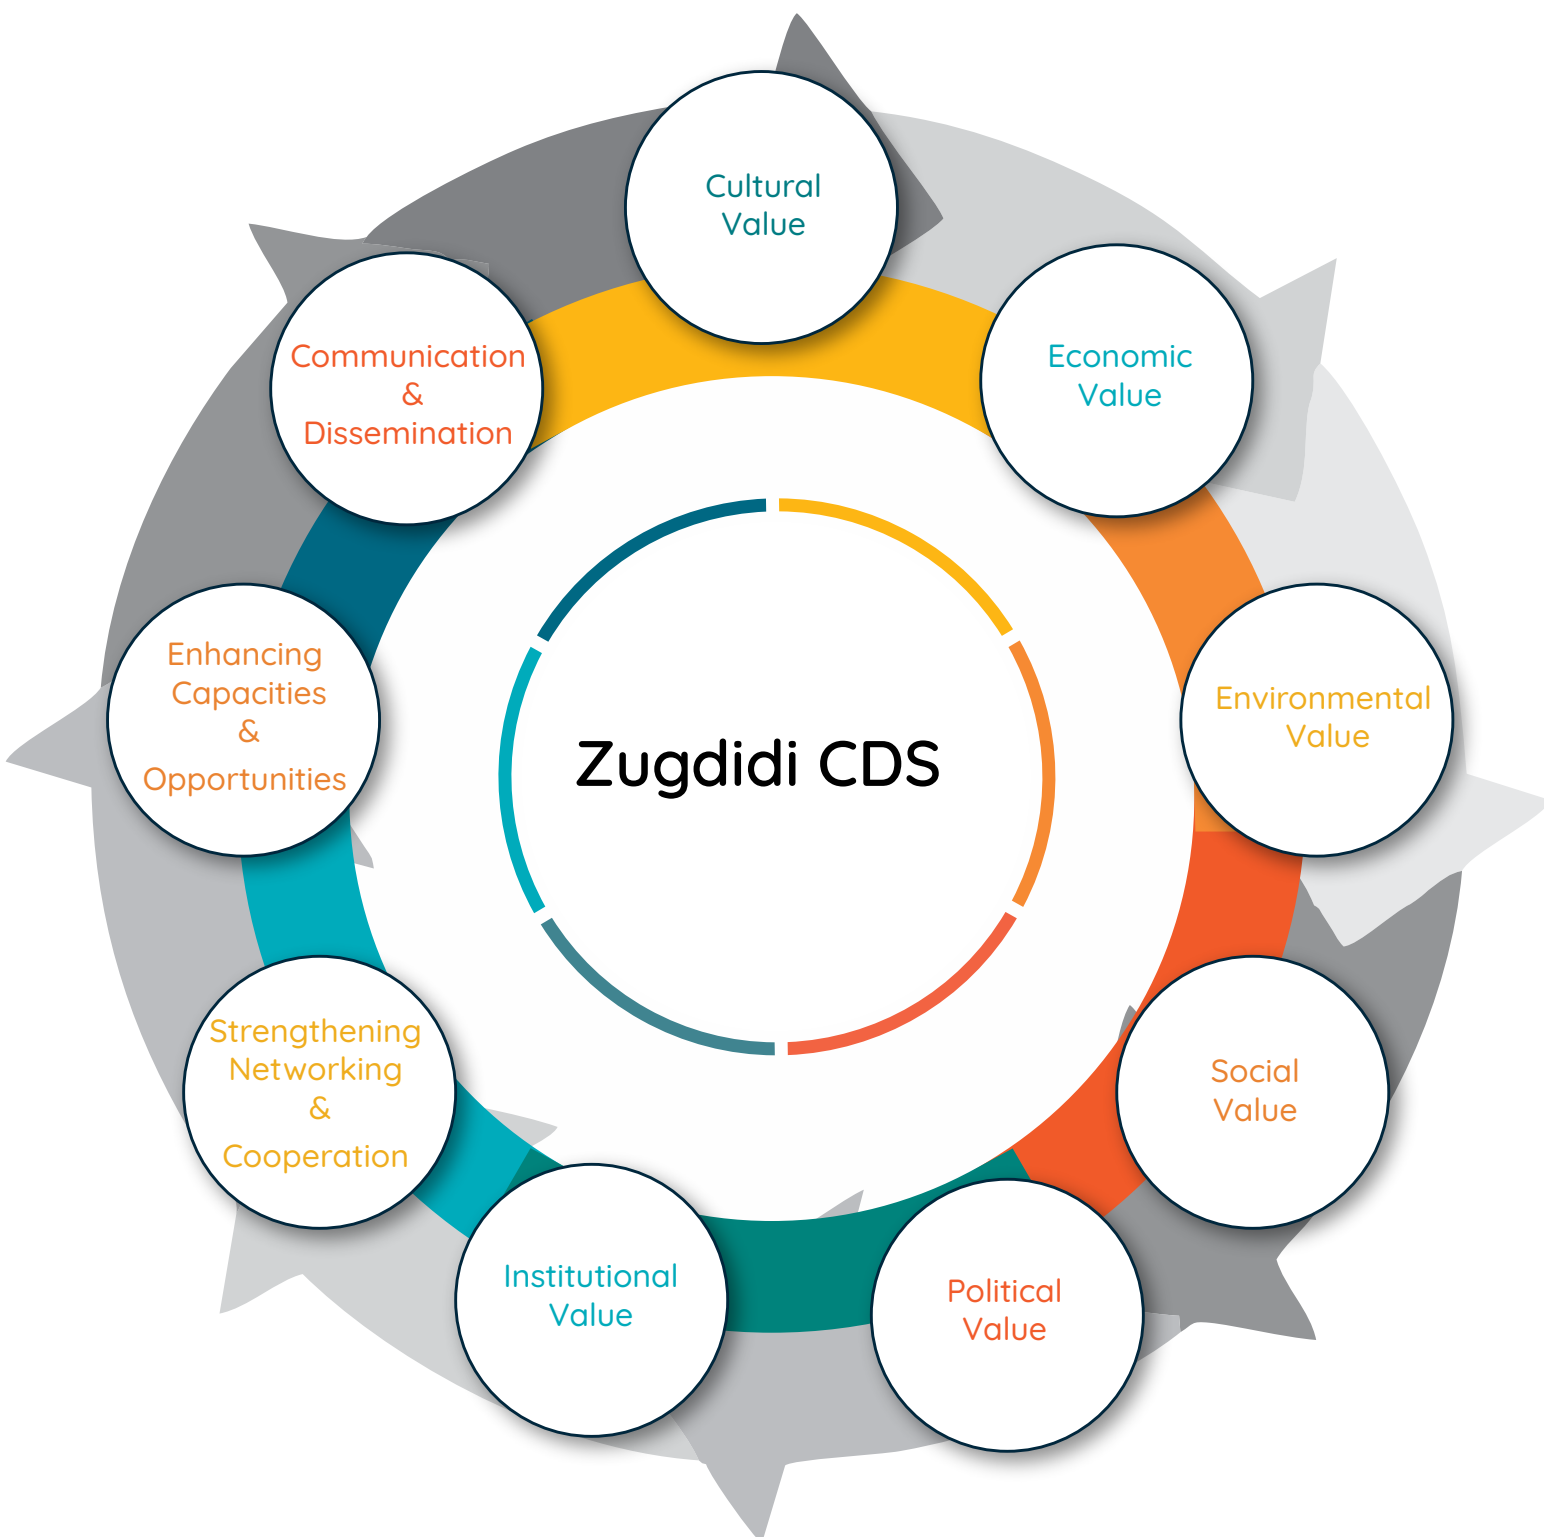 Cultural
Value
Economic
Value
Environmental
Value
Social
Value
Political
Value
Institutional
Value
Strengthening
Networking
&
Cooperation
Enhancing
Capacities
&
Opportunities
Communication
&
Dissemination
Zugdidi CDS